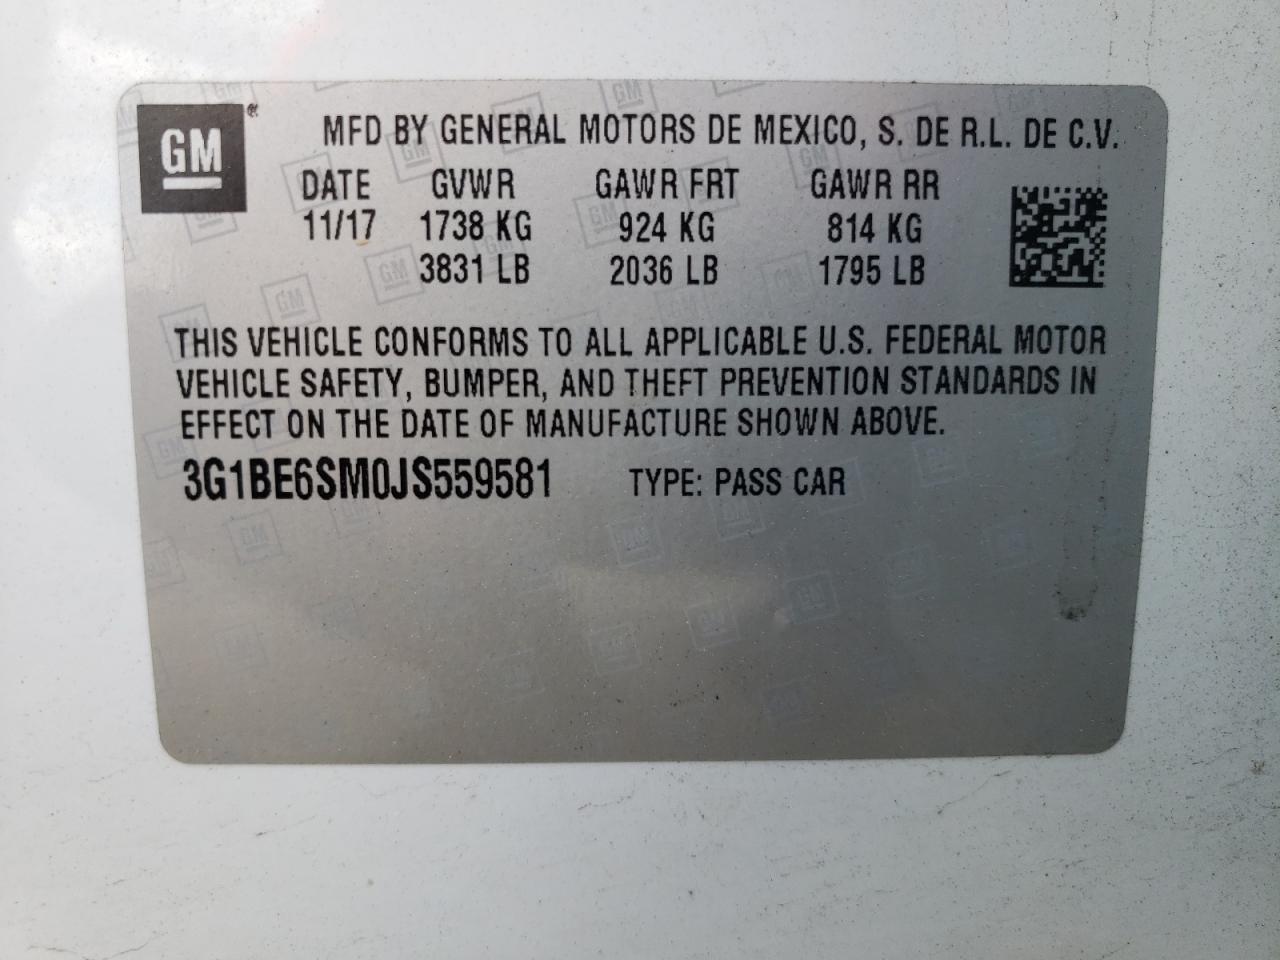 GM ®
MFD BY GENERAL MOTORS DE MEXICO, S. DE R.L. DE C.V.
DATE GVWR GAWR FRT GAWR RR
11/17 1738 KG 924 KG 814 KG
3831 LB 2036 LB 1795 LB
THIS VEHICLE CONFORMS TO ALL APPLICABLE U.S. FEDERAL MOTOR
VEHICLE SAFETY, BUMPER, AND THEFT PREVENTION STANDARDS IN
EFFECT ON THE DATE OF MANUFACTURE SHOWN ABOVE.
3G1BE6SM0JS559581 TYPE: PASS CAR